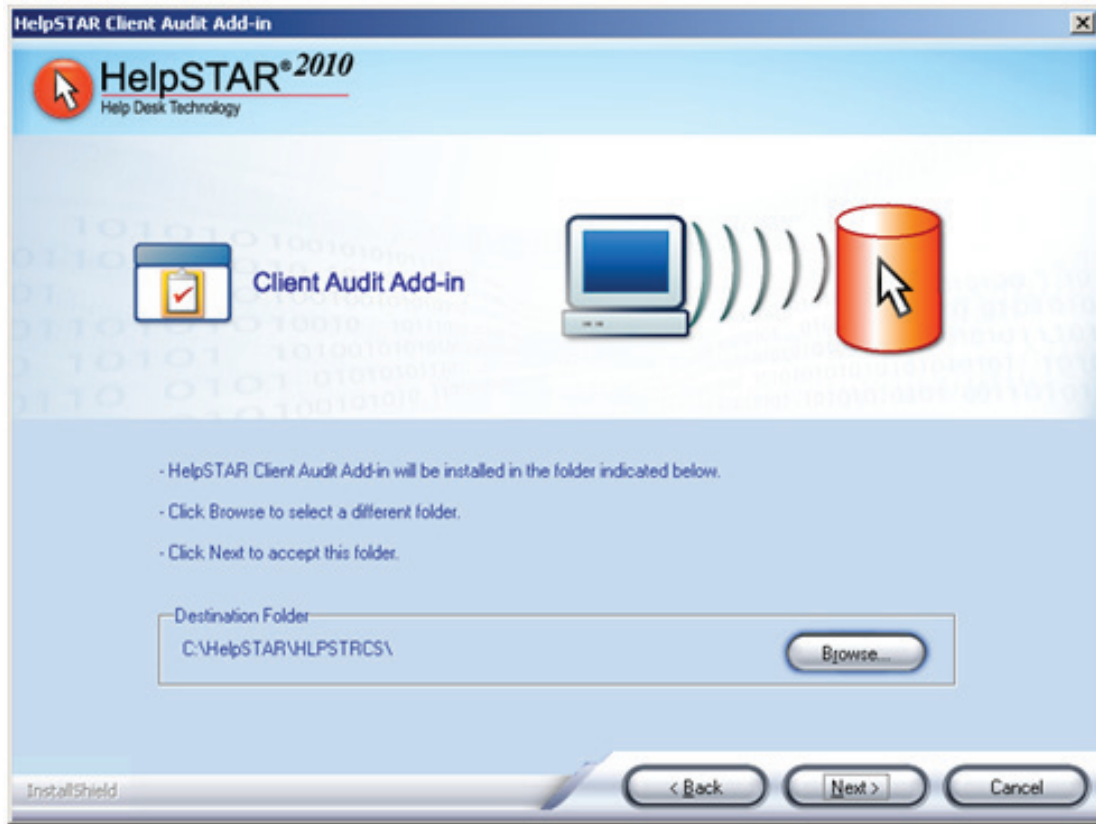 HelpSTAR Client Audit Add-in
HelpSTAR® 2010
Help Desk Technology
Client Audit Add-in
- HelpSTAR Client Audit Add-in will be installed in the folder indicated below.
- Click Browse to select a different folder.
- Click Next to accept this folder.
Destination Folder
C:\HelpSTAR\HLPSTRCS\
Browse...
InstallShield
< Back
Next >
Cancel